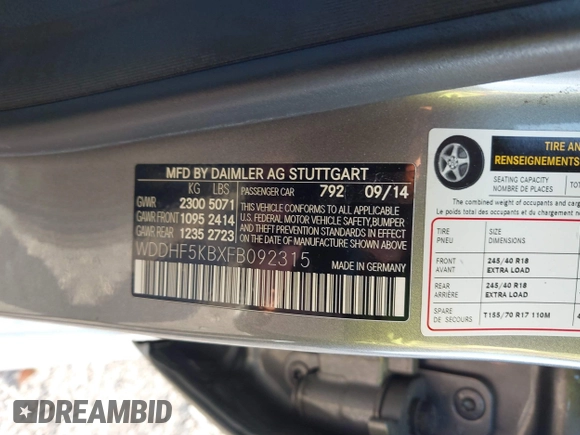 MFD BY DAIMLER AG STUTTGART
KG LBS
PASSENGER CAR 792 09/14
GVWR 2300 5071
GAWR FRONT 1095 2414
GAWR REAR 1235 2723
THIS VEHICLE CONFORMS TO ALL APPLICABLE
U.S. FEDERAL MOTOR VEHICLE SAFETY, BUMPER
AND THEFT PREVENTION STANDARDS IN EFFECT
ON THE DATE OF MANUFACTURE SHOWN ABOVE.
WDDHF5KBXFB092315
MADE IN GERMANY
TIRE AN
RENSEIGNEMENTS
SEATING CAPACITY
NOMBRE DE PLACES
The combined weight of occupants and cargo
Le poids total des occupants et du chargement
TIRE
PNEU
SIZE
DIMENSIONS
FRONT
AVANT
245/40 R18
EXTRA LOAD
REAR
ARRIÈRE
245/40 R18
EXTRA LOAD
SPARE
DE SECOURS
T155/70 R17 110M
DREAMBID